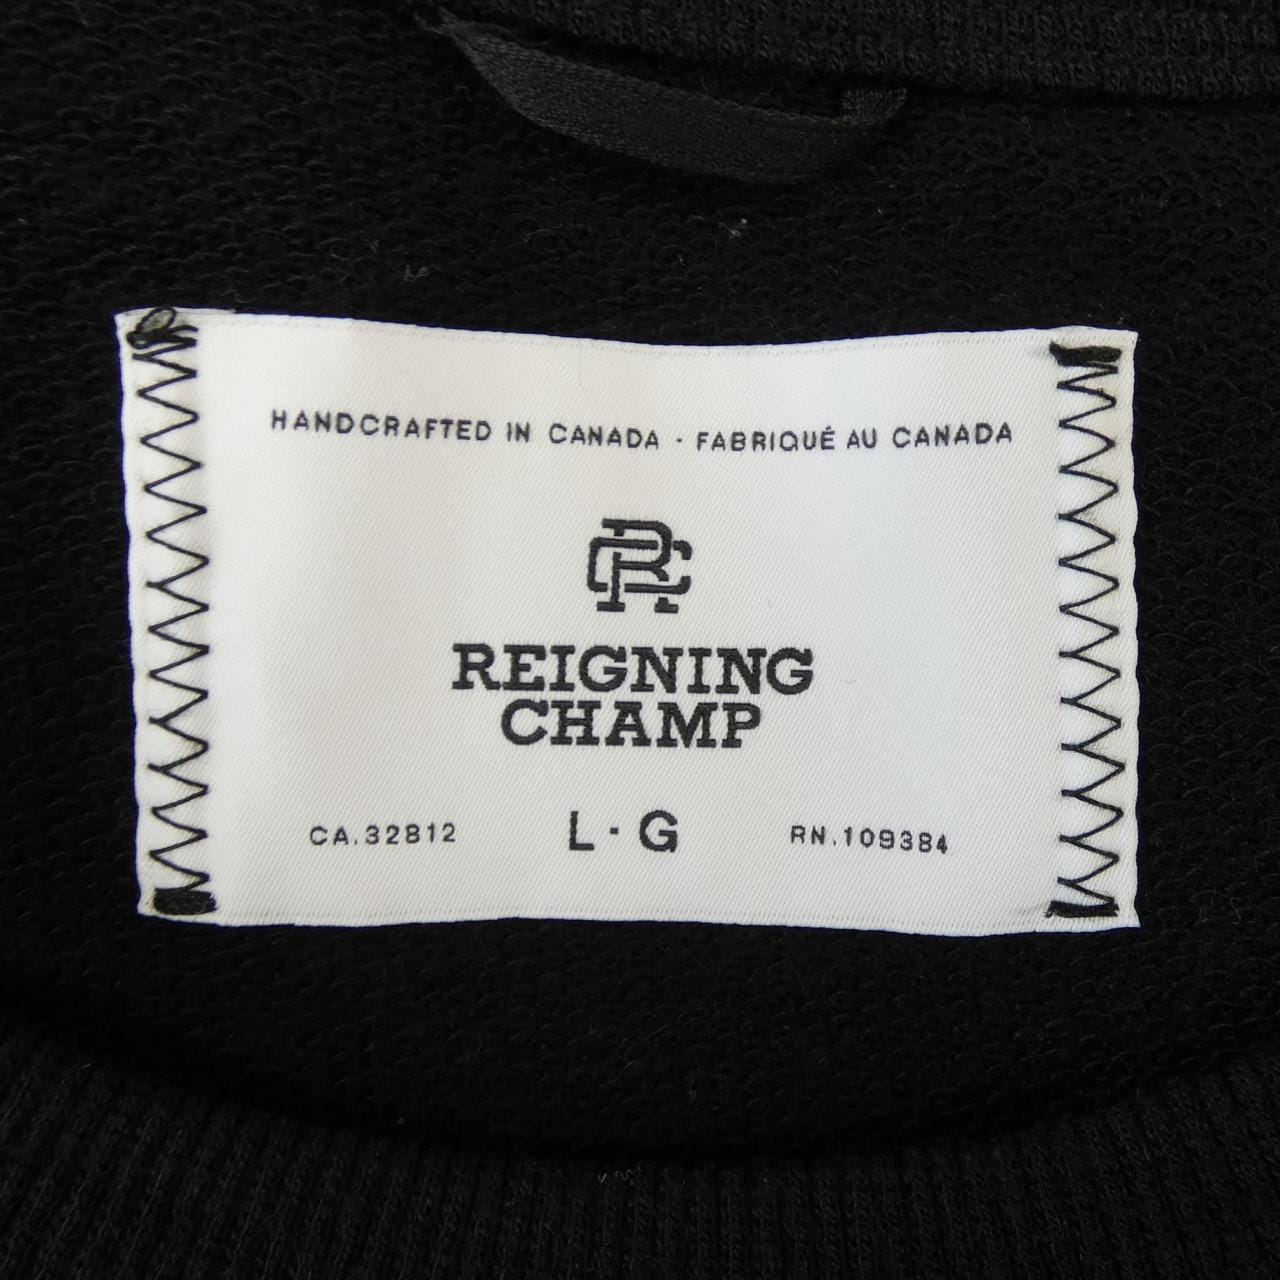 HANDCRAFTED IN CANADA · FABRIQUÉ AU CANADA
RC
REIGNING
CHAMP
CA.32812 L·G RN.109384